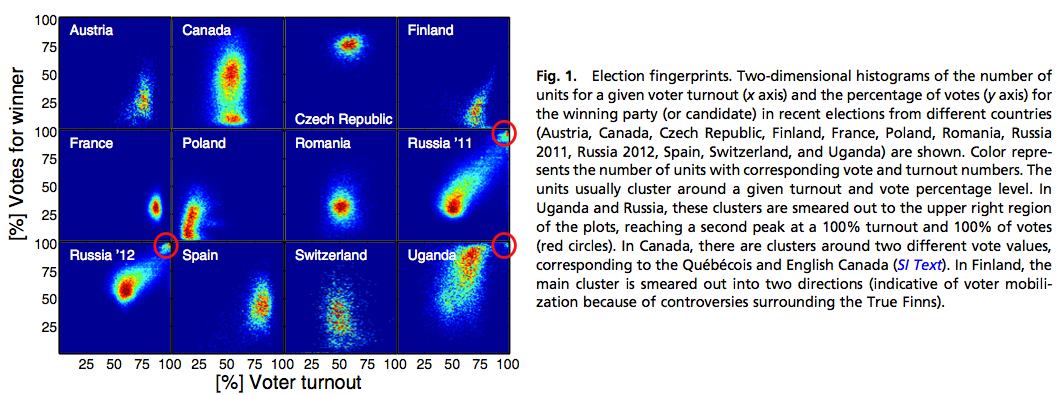 100
75
50
25
100
75
50
25
100
75
50
25
[%] Votes for winner
Austria
Canada
Czech Republic
Finland
France
Poland
Romania
Russia '11
Russia '12
Spain
Switzerland
Uganda
25 50 75 100 25 50 75 100 25 50 75 100 25 50 75 100
[%] Voter turnout
Fig. 1. Election fingerprints. Two-dimensional histograms of the number of
units for a given voter turnout (x axis) and the percentage of votes (y axis) for
the winning party (or candidate) in recent elections from different countries
(Austria, Canada, Czech Republic, Finland, France, Poland, Romania, Russia
2011, Russia 2012, Spain, Switzerland, and Uganda) are shown. Color repre-
sents the number of units with corresponding vote and turnout numbers. The
units usually cluster around a given turnout and vote percentage level. In
Uganda and Russia, these clusters are smeared out to the upper right region
of the plots, reaching a second peak at a 100% turnout and 100% of votes
(red circles). In Canada, there are clusters around two different vote values,
corresponding to the Québécois and English Canada (SI Text). In Finland, the
main cluster is smeared out into two directions (indicative of voter mobili-
zation because of controversies surrounding the True Finns).